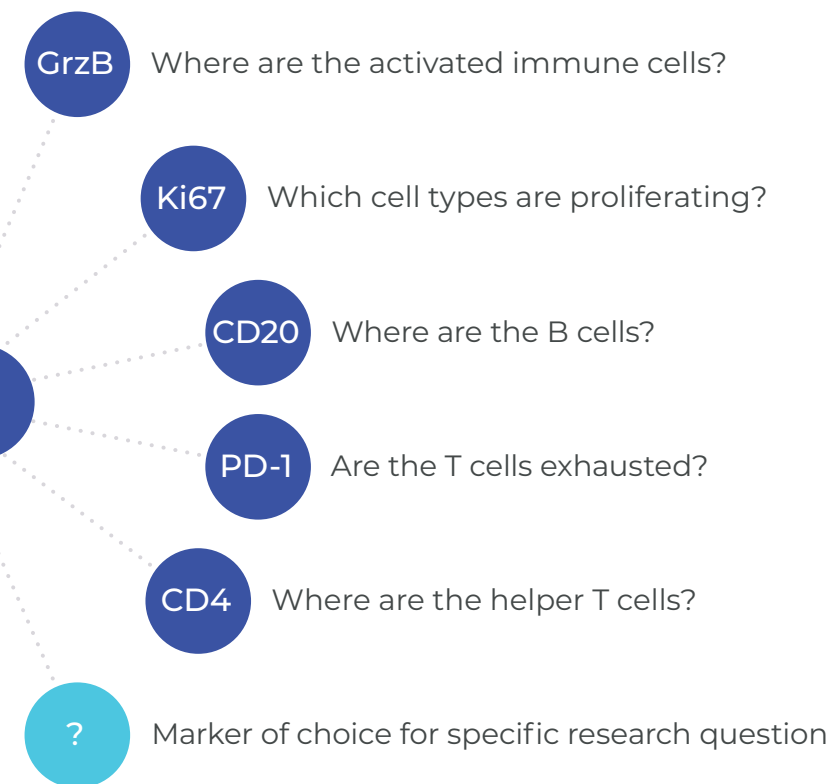 GrzB Where are the activated immune cells?
Ki67 Which cell types are proliferating?
CD20 Where are the B cells?
PD-1 Are the T cells exhausted?
CD4 Where are the helper T cells?
? Marker of choice for specific research question